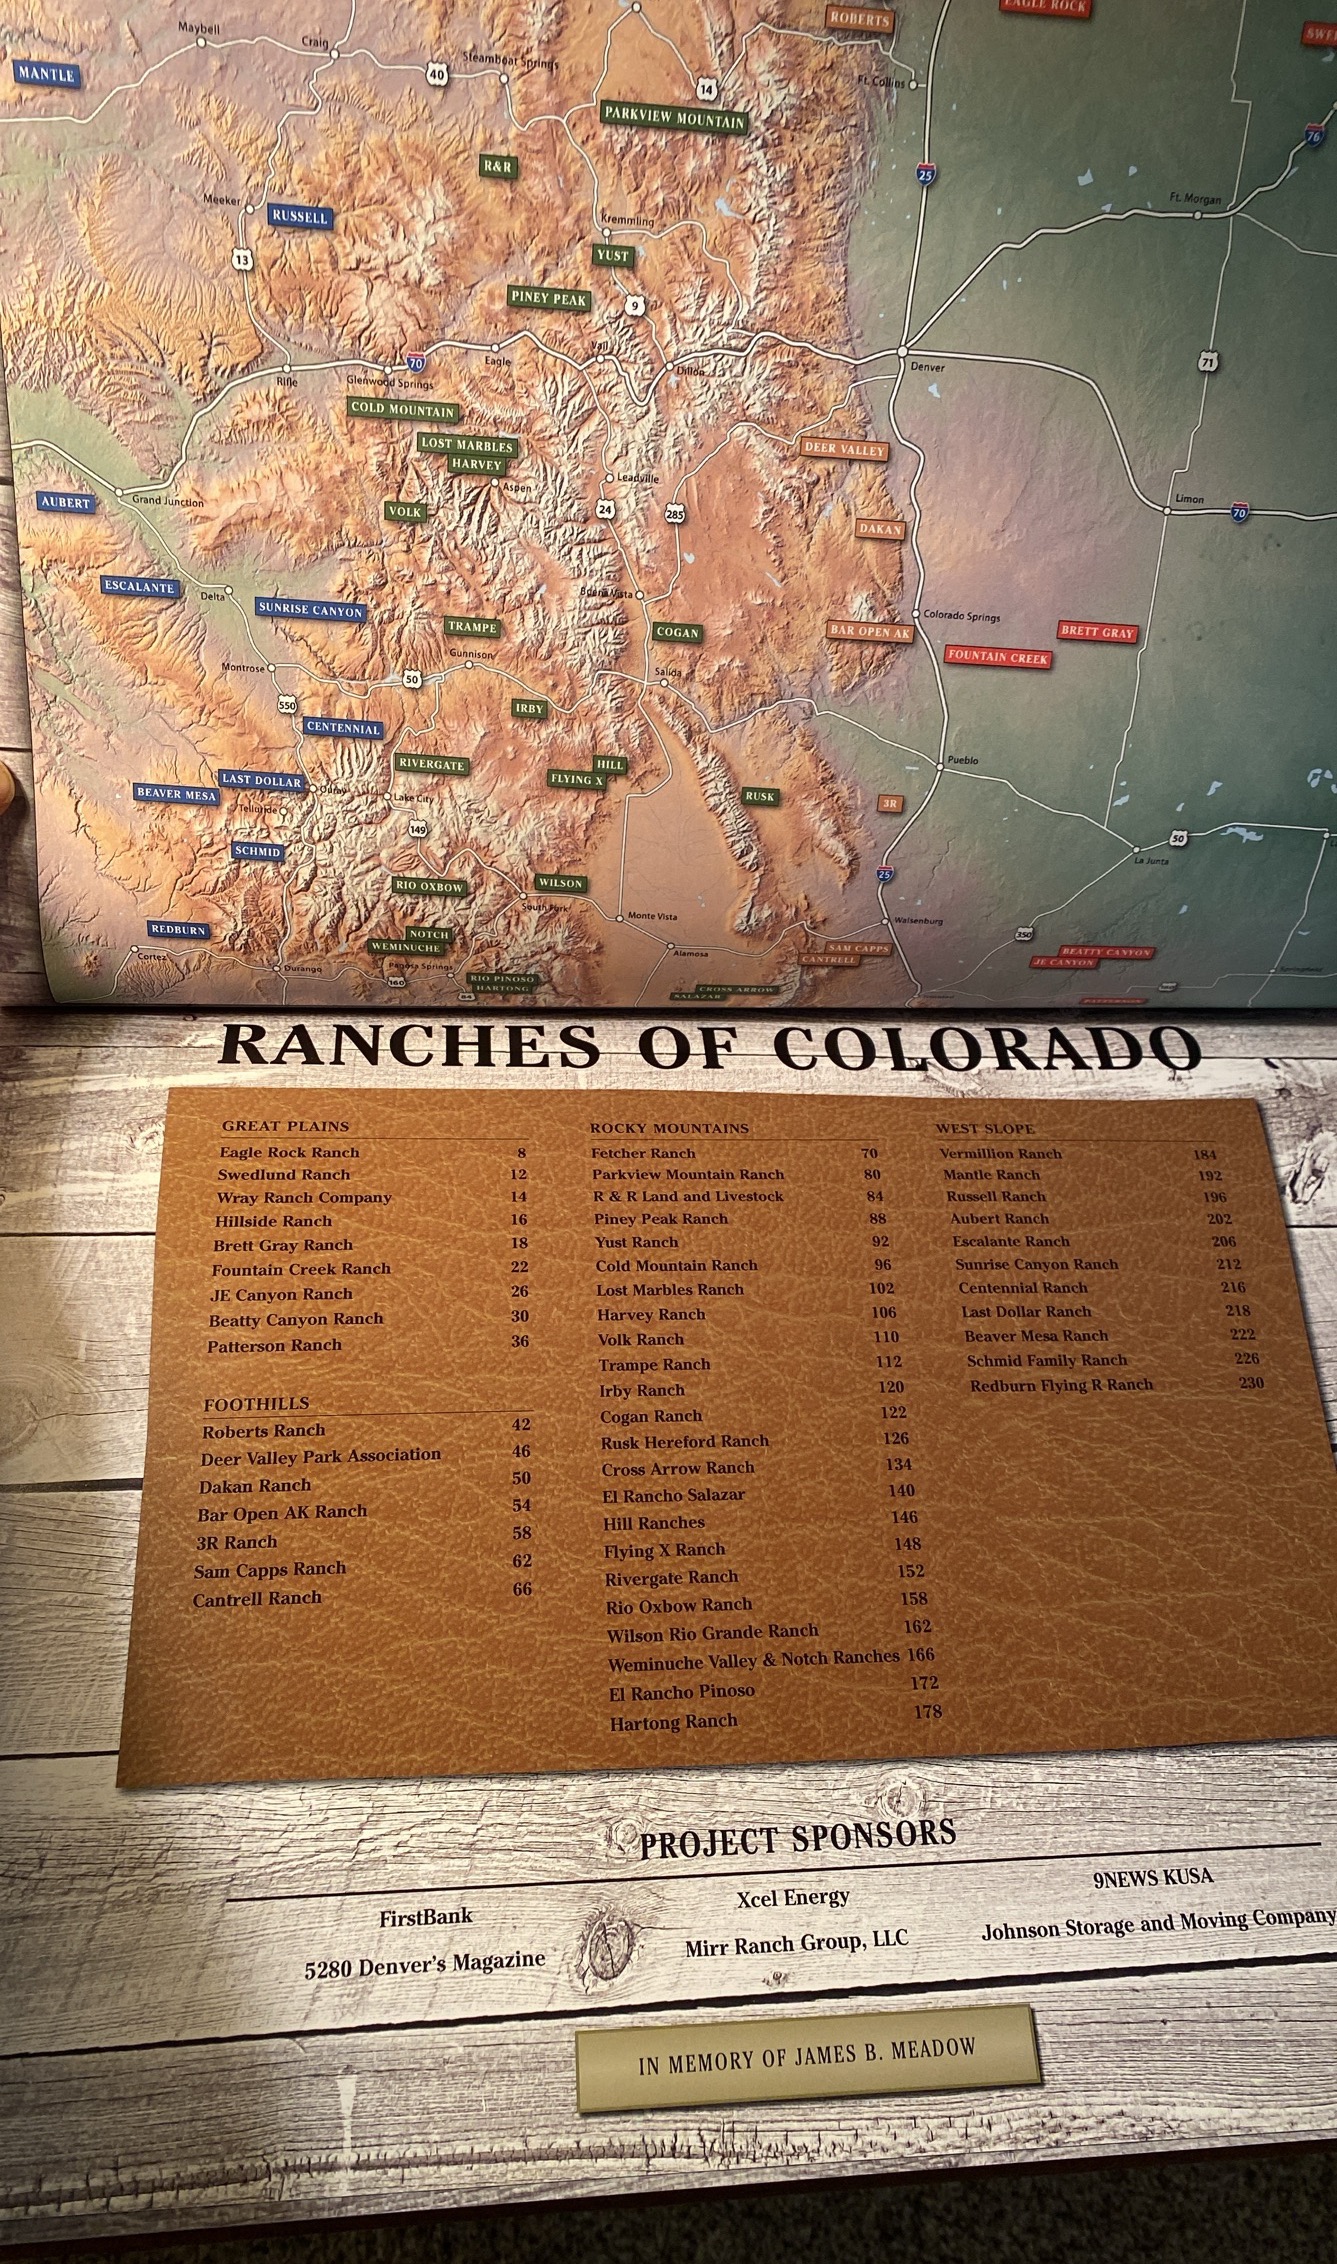 EAGLE ROCK
ROBERTS
Maybell
Craig
Steamboat Springs
MANTLE
40
14
Ft. Collins
76
PARKVIEW MOUNTAIN
R&R
25
Meeker
RUSSELL
Ft. Morgan
Kremmling
13
YUST
PINEY PEAK
9
Vail
Eagle
70
Denver
71
Rifle
Glenwood Springs
Dillon
COLD MOUNTAIN
LOST MARBLES
HARVEY
DEER VALLEY
Leadville
Aspen
AUBERT
Grand Junction
VOLK
24
285
Limon
70
DAKAN
ESCALANTE
Delta
SUNRISE CANYON
Buena Vista
Colorado Springs
TRAMPE
COGAN
BAR OPEN AK
BRETT GRAY
Gunnison
FOUNTAIN CREEK
Montrose
50
Salida
550
IRBY
CENTENNIAL
RIVERGATE
HILL
FLYING X
Pueblo
LAST DOLLAR
BEAVER MESA
Ouray
Lake City
RUSK
3R
Telluride
149
50
SCHMID
La Junta
25
RIO OXBOW
WILSON
South Fork
Monte Vista
Walsenburg
REDBURN
NOTCH
WEMINUCHE
350
Cortez
Alamosa
SAM CAPPS
CANTRELL
BEATTY CANYON
JE CANYON
Durango
Pagosa Springs
Springfield
160
RIO PINOSO
HARTONG
84
CROSS ARROW
SALAZAR
PATTERSON
RANCHES OF COLORADO
GREAT PLAINS
Eagle Rock Ranch 8
Swedlund Ranch 12
Wray Ranch Company 14
Hillside Ranch 16
Brett Gray Ranch 18
Fountain Creek Ranch 22
JE Canyon Ranch 26
Beatty Canyon Ranch 30
Patterson Ranch 36
FOOTHILLS
Roberts Ranch 42
Deer Valley Park Association 46
Dakan Ranch 50
Bar Open AK Ranch 54
3R Ranch 58
Sam Capps Ranch 62
Cantrell Ranch 66
ROCKY MOUNTAINS
Fetcher Ranch 70
Parkview Mountain Ranch 80
R & R Land and Livestock 84
Piney Peak Ranch 88
Yust Ranch 92
Cold Mountain Ranch 96
Lost Marbles Ranch 102
Harvey Ranch 106
Volk Ranch 110
Trampe Ranch 112
Irby Ranch 120
Cogan Ranch 122
Rusk Hereford Ranch 126
Cross Arrow Ranch 134
El Rancho Salazar 140
Hill Ranches 146
Flying X Ranch 148
Rivergate Ranch 152
Rio Oxbow Ranch 158
Wilson Rio Grande Ranch 162
Weminuche Valley & Notch Ranches 166
El Rancho Pinoso 172
Hartong Ranch 178
WEST SLOPE
Vermillion Ranch 184
Mantle Ranch 192
Russell Ranch 196
Aubert Ranch 202
Escalante Ranch 206
Sunrise Canyon Ranch 212
Centennial Ranch 216
Last Dollar Ranch 218
Beaver Mesa Ranch 222
Schmid Family Ranch 226
Redburn Flying R Ranch 230
PROJECT SPONSORS
FirstBank
Xcel Energy
9NEWS KUSA
5280 Denver's Magazine
Mirr Ranch Group, LLC
Johnson Storage and Moving Company
IN MEMORY OF JAMES B. MEADOW